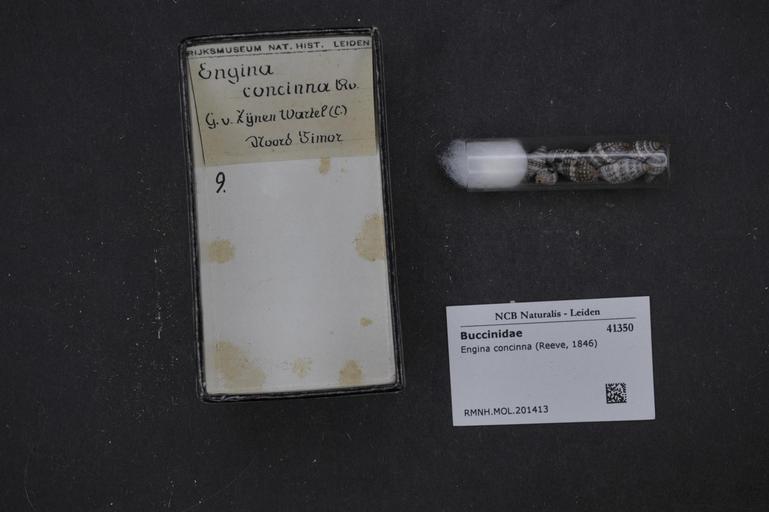 RIJKSMUSEUM NAT. HIST. LEIDEN
Engina
concinna Rv.
G. v. Zijnen Wartel (C)
Noord Timor
9.
NCB Naturalis - Leiden
Buccinidae 41350
Engina concinna (Reeve, 1846)
RMNH.MOL.201413